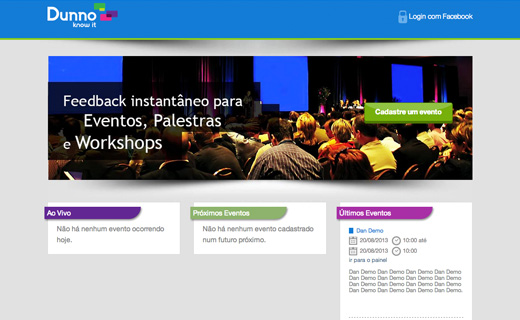 Dunno
know it
Login com Facebook
Feedback instantâneo para
Eventos, Palestras
e Workshops
Cadastre um evento
Ao Vivo
Não há nenhum evento ocorrendo
hoje.
Próximos Eventos
Não há nenhum evento cadastrado
num futuro próximo.
Últimos Eventos
Dan Demo
20/08/2013 10:00 até
20/08/2013 10:00
ir para o painel
Dan Demo Dan Demo Dan Demo Dan Demo
Dan Demo Dan Demo Dan Demo Dan Demo
Dan Demo Dan Demo Dan Demo Dan Demo
Dan Demo Dan Demo Dan Demo.